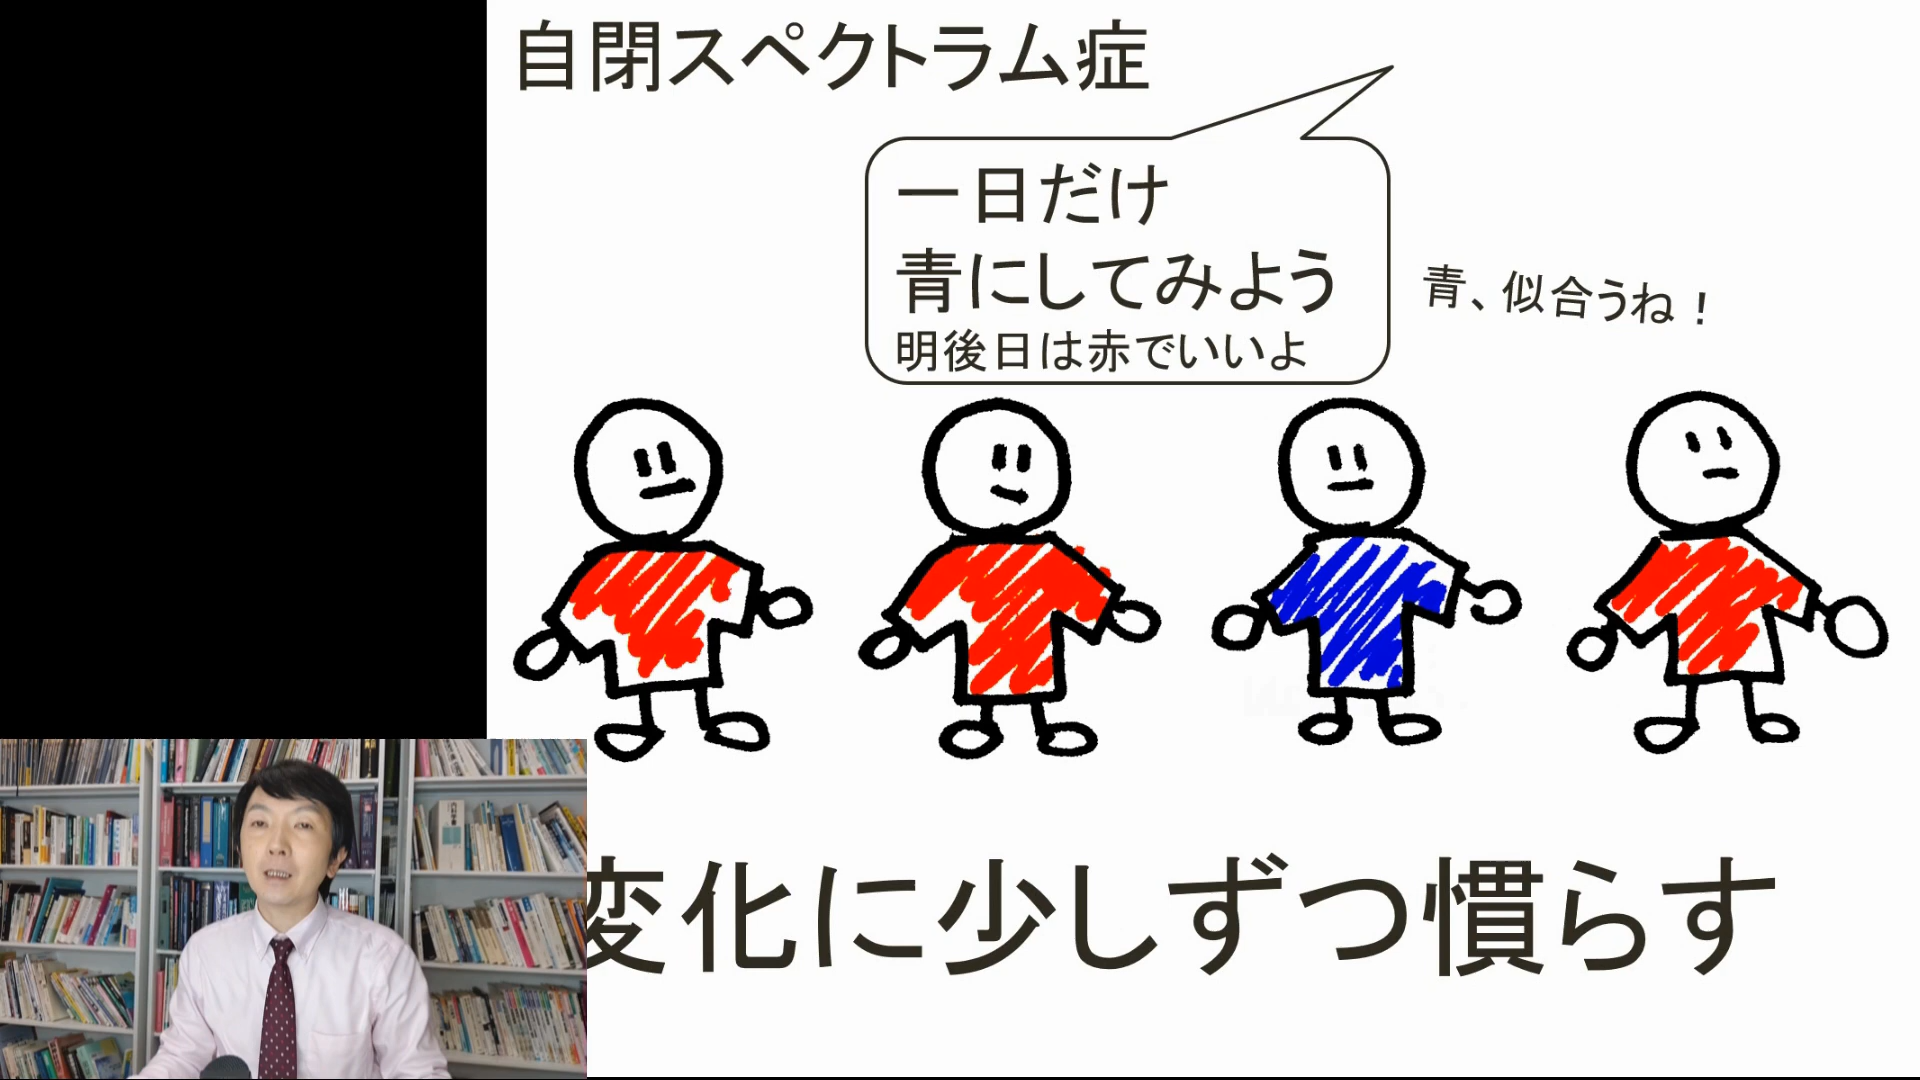 自閉スペクトラム症
一日だけ
青にしてみよう
明後日は赤でいいよ
青、似合うね！
変化に少しずつ慣らす